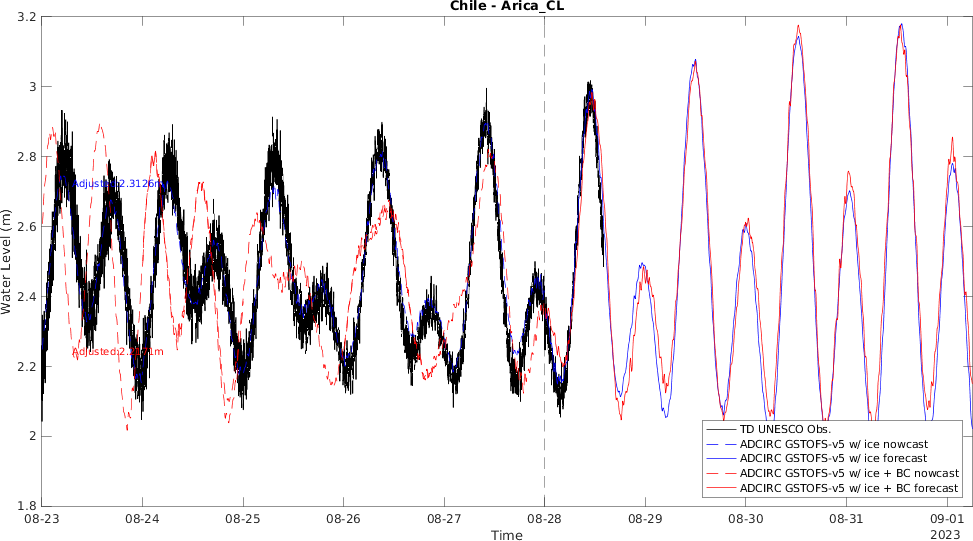 Chile - Arica_CL
3.2
3
2.8
2.6
2.4
2.2
2
1.8
Water Level (m)
Adjusted:2.3126m
TD UNESCO Obs.
ADCIRC GSTOFS-v5 w/ ice nowcast
ADCIRC GSTOFS-v5 w/ ice forecast
ADCIRC GSTOFS-v5 w/ ice + BC nowcast
ADCIRC GSTOFS-v5 w/ ice + BC forecast
08-23
08-24
08-25
08-26
08-27
08-28
08-29
08-30
08-31
09-01
2023
Time